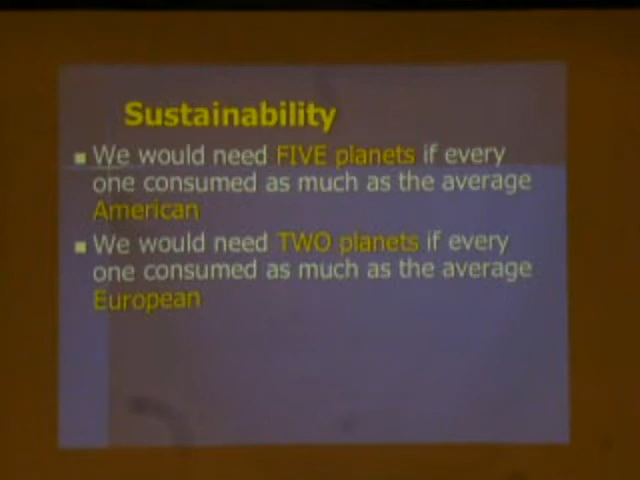 Sustainability
We would need FIVE planets if every
one consumed as much as the average
American
We would need TWO planets if every
one consumed as much as the average
European